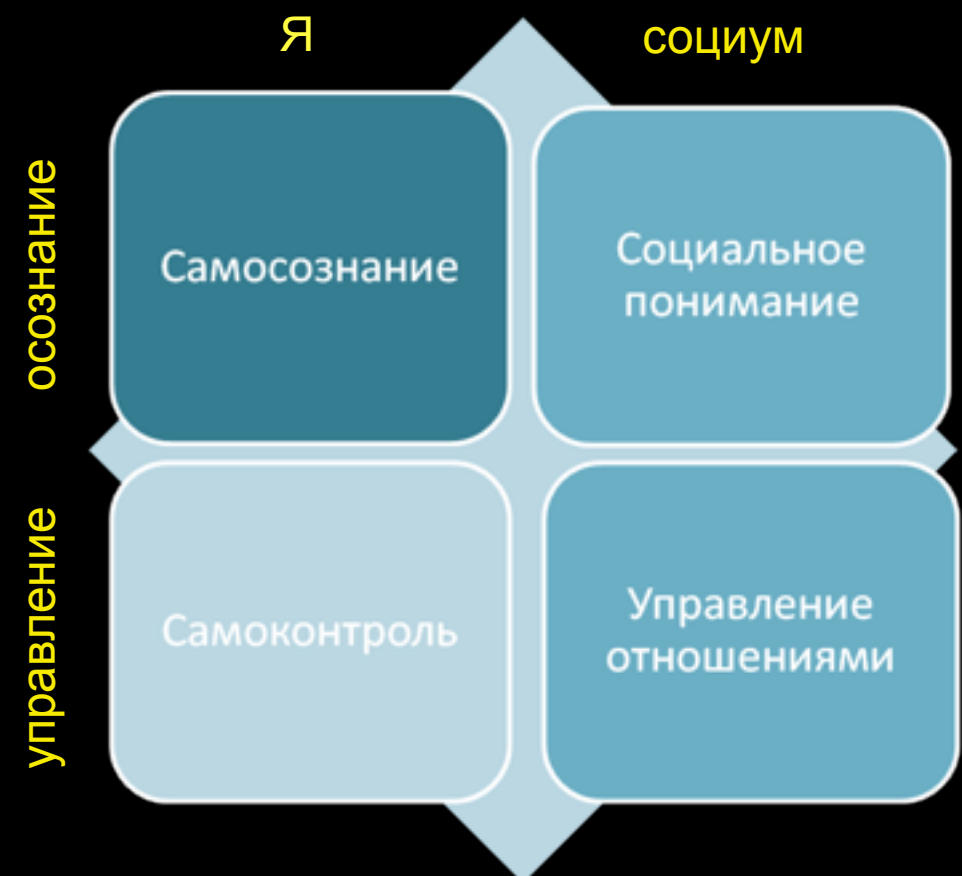 Я
социум
осознание
Самосознание
Социальное
понимание
управление
Самоконтроль
Управление
отношениями